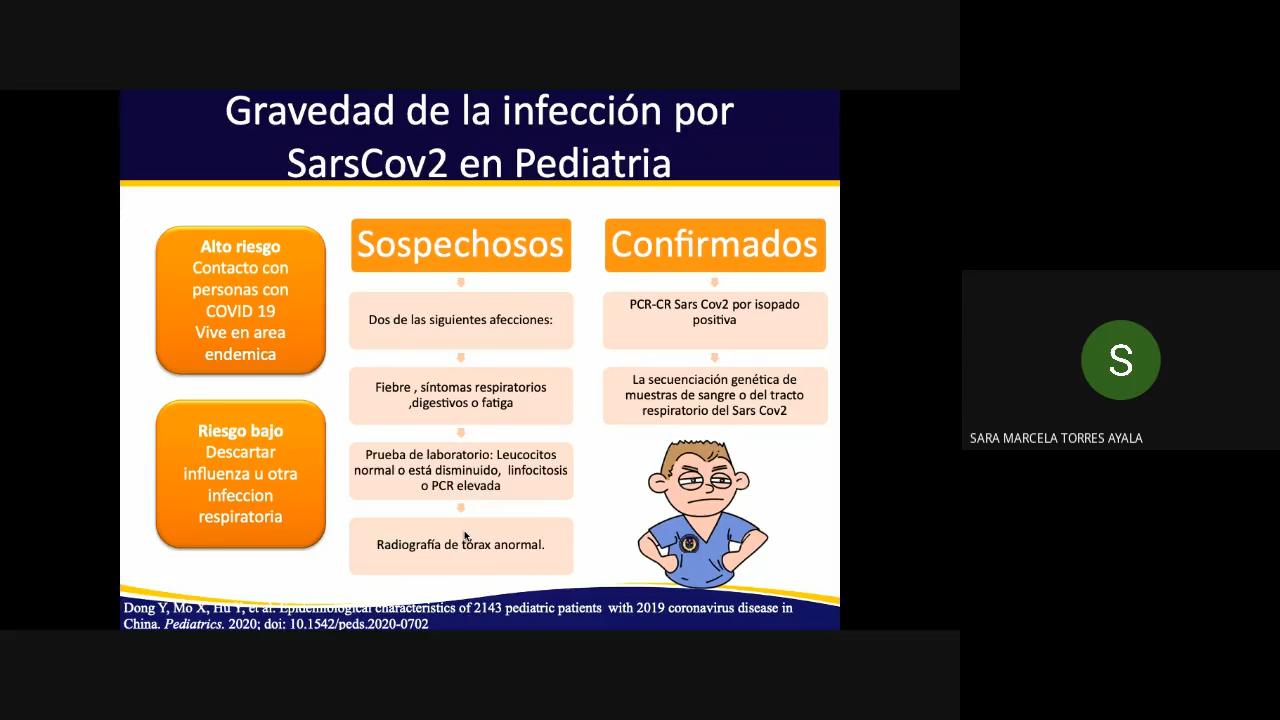 Gravedad de la infección por
SarsCov2 en Pediatria
Alto riesgo
Contacto con
personas con
COVID 19
Vive en area
endemica
Riesgo bajo
Descartar
influenza u otra
infeccion
respiratoria
Sospechosos
Dos de las siguientes afecciones:
Fiebre , síntomas respiratorios
,digestivos o fatiga
Prueba de laboratorio: Leucocitos
normal o está disminuido, linfocitosis
o PCR elevada
Radiografía de tórax anormal.
Confirmados
PCR-CR Sars Cov2 por isopado
positiva
La secuenciación genética de
muestras de sangre o del tracto
respiratorio del Sars Cov2
Dong Y, Mo X, Hu Y, et al. Epidemiological characteristics of 2143 pediatric patients with 2019 coronavirus disease in
China. Pediatrics. 2020; doi: 10.1542/peds.2020-0702
S
SARA MARCELA TORRES AYALA